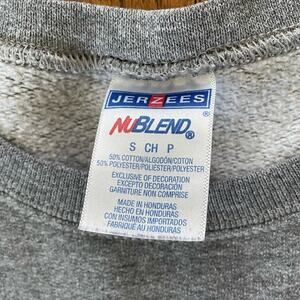 JERZEES
®
NUBLEND®
S CH P
50% COTTON/ALGODÓN/COTON
50% POLYESTER/POLIÉSTER/POLYESTER
EXCLUSIVE OF DECORATION
EXCEPTO DECORACIÓN
GARNITURE NON COMPRISE
MADE IN HONDURAS
HECHO EN HONDURAS
CON INSUMOS IMPORTADOS
FABRIQUÉ AU HONDURAS